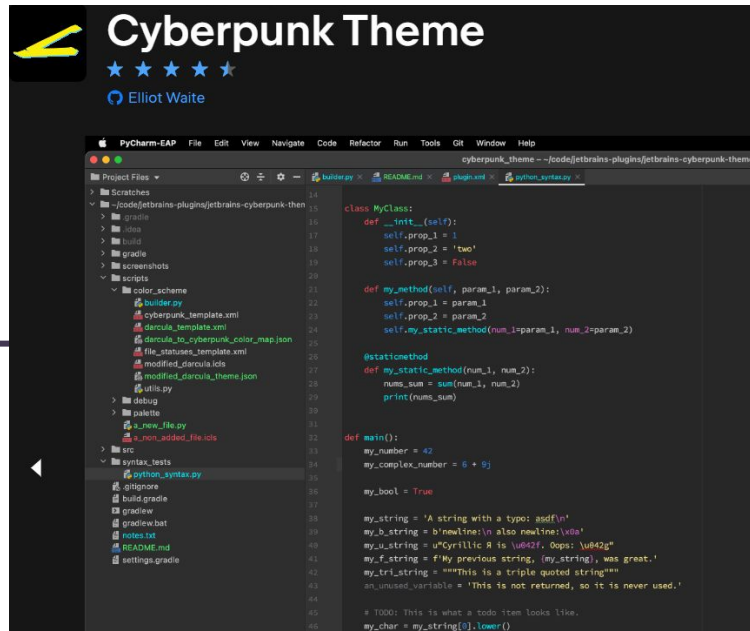 Cyberpunk Theme
Elliot Waite
PyCharm-EAP File Edit View Navigate Code Refactor Run Tools Git Window Help
cyberpunk_theme – ~/code/jetbrains-plugins/jetbrains-cyberpunk-them
Project Files
builder.py README.md plugin.xml python_syntax.py
Scratches
~/code/jetbrains-plugins/jetbrains-cyberpunk-then
.gradle
.idea
build
gradle
screenshots
scripts
color_scheme
builder.py
cyberpunk_template.xml
darcula_template.xml
darcula_to_cyberpunk_color_map.json
file_statuses_template.xml
modified_darcula.icls
modified_darcula_theme.json
utils.py
debug
palette
a_new_file.py
a_non_added_file.icls
src
syntax_tests
python_syntax.py
.gitignore
build.gradle
gradlew
gradlew.bat
notes.txt
README.md
settings.gradle
14
15 class MyClass:
16 def __init__(self):
17 self.prop_1 = 1
18 self.prop_2 = 'two'
19 self.prop_3 = False
20
21 def my_method(self, param_1, param_2):
22 self.prop_1 = param_1
23 self.prop_2 = param_2
24 self.my_static_method(num_1=param_1, num_2=param_2)
25
26 @staticmethod
27 def my_static_method(num_1, num_2):
28 nums_sum = sum(num_1, num_2)
29 print(nums_sum)
30
31
32 def main():
33 my_number = 42
34 my_complex_number = 6 + 9j
35
36 my_bool = True
37
38 my_string = 'A string with a typo: asdf\n'
39 my_b_string = b'newline:\n also newline:\x0a'
40 my_u_string = u"Cyrillic Я is \u042f. Oops: \u042g"
41 my_f_string = f'My previous string, {my_string}, was great.'
42 my_tri_string = """This is a triple quoted string"""
43 an_unused_variable = 'This is not returned, so it is never used.'
44
45 # TODO: This is what a todo item looks like.
46 my_char = my_string[0].lower()